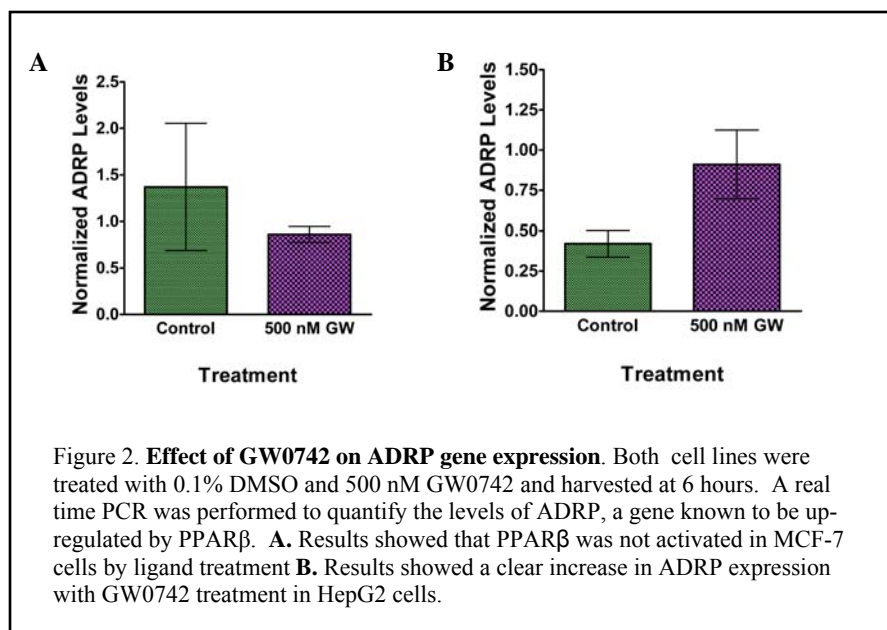 A
Normalized ADRP Levels
2.5
2.0
1.5
1.0
0.5
0.0
Control 500 nM GW
Treatment
B
Normalized ADRP Levels
1.50
1.25
1.00
0.75
0.50
0.25
0.00
Control 500 nM GW
Treatment
Figure 2. Effect of GW0742 on ADRP gene expression. Both cell lines were
treated with 0.1% DMSO and 500 nM GW0742 and harvested at 6 hours. A real
time PCR was performed to quantify the levels of ADRP, a gene known to be up-
regulated by PPARβ. A. Results showed that PPARβ was not activated in MCF-7
cells by ligand treatment B. Results showed a clear increase in ADRP expression
with GW0742 treatment in HepG2 cells.